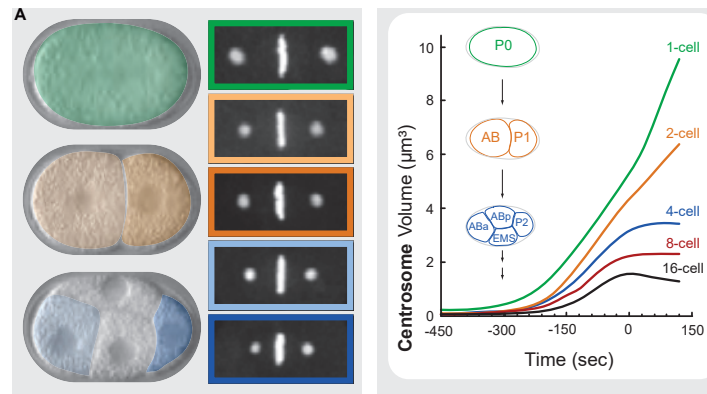 A
10
8
6
4
2
0
Centrosome Volume (µm³)
-450
-300
-150
0
150
Time (sec)
P0
AB
P1
ABa
ABp
P2
EMS
1-cell
2-cell
4-cell
8-cell
16-cell